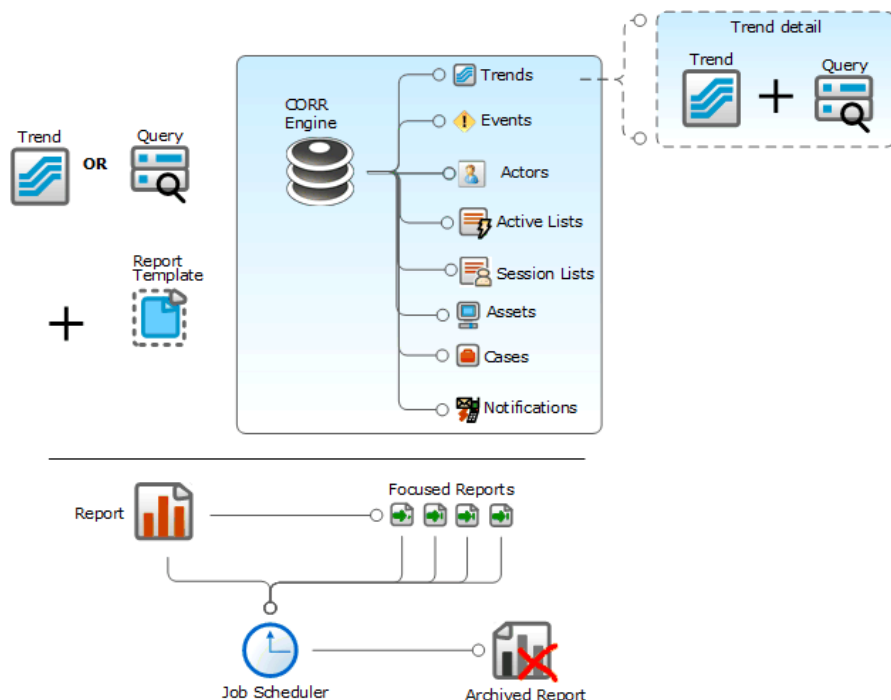 Trend detail
Trend
Query
CORR
Engine
Trends
Events
Actors
Active Lists
Session Lists
Assets
Cases
Notifications
Trend
OR
Query
Report
Template
Report
Focused Reports
Job Scheduler
Archived Report